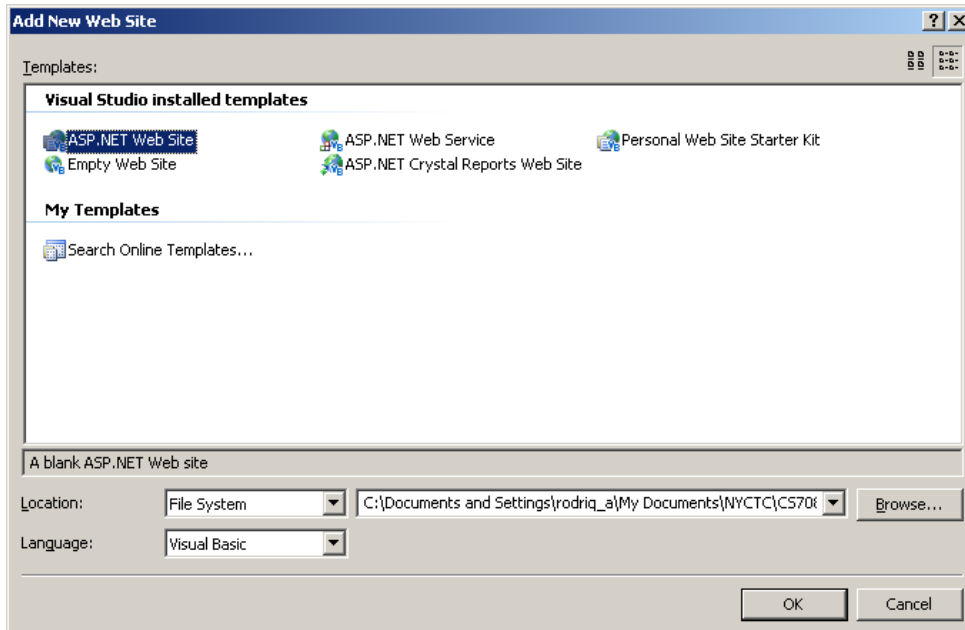 Add New Web Site
Templates:
Visual Studio installed templates
ASP.NET Web Site ASP.NET Web Service Personal Web Site Starter Kit
Empty Web Site ASP.NET Crystal Reports Web Site
My Templates
Search Online Templates...
A blank ASP.NET Web site
Location: File System C:\Documents and Settings\rodriq_a\My Documents\NYCTC\CS708 Browse...
Language: Visual Basic
OK Cancel